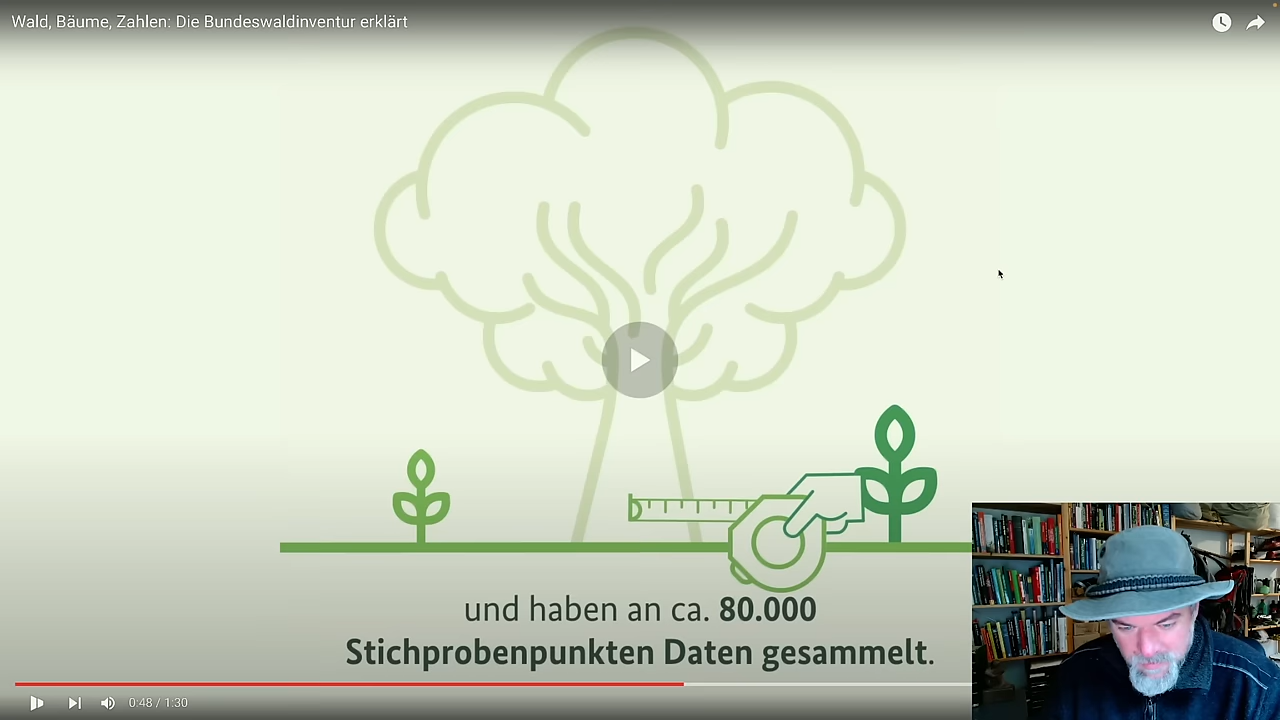 Wald, Bäume, Zahlen: Die Bundeswaldinventur erklärt
und haben an ca. 80.000
Stichprobenpunkten Daten gesammelt.
0:48 / 1:30